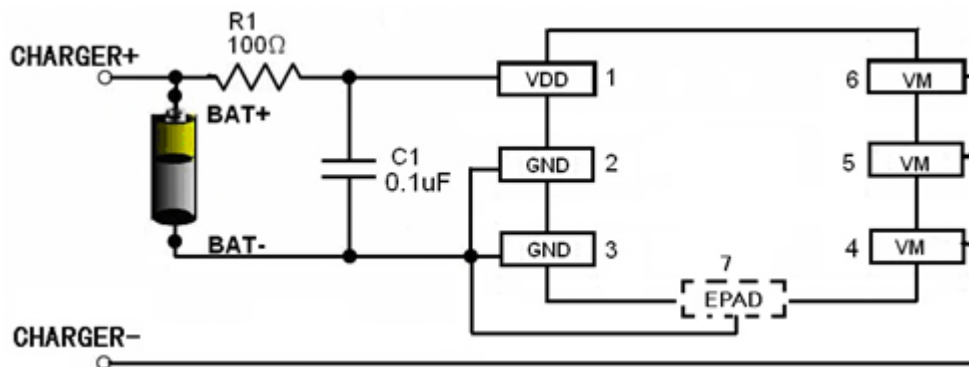 R1
100Ω
CHARGER+
BAT+
C1
0.1uF
BAT-
CHARGER-
VDD 1
GND 2
GND 3
6 VM
5 VM
4 VM
7
EPAD